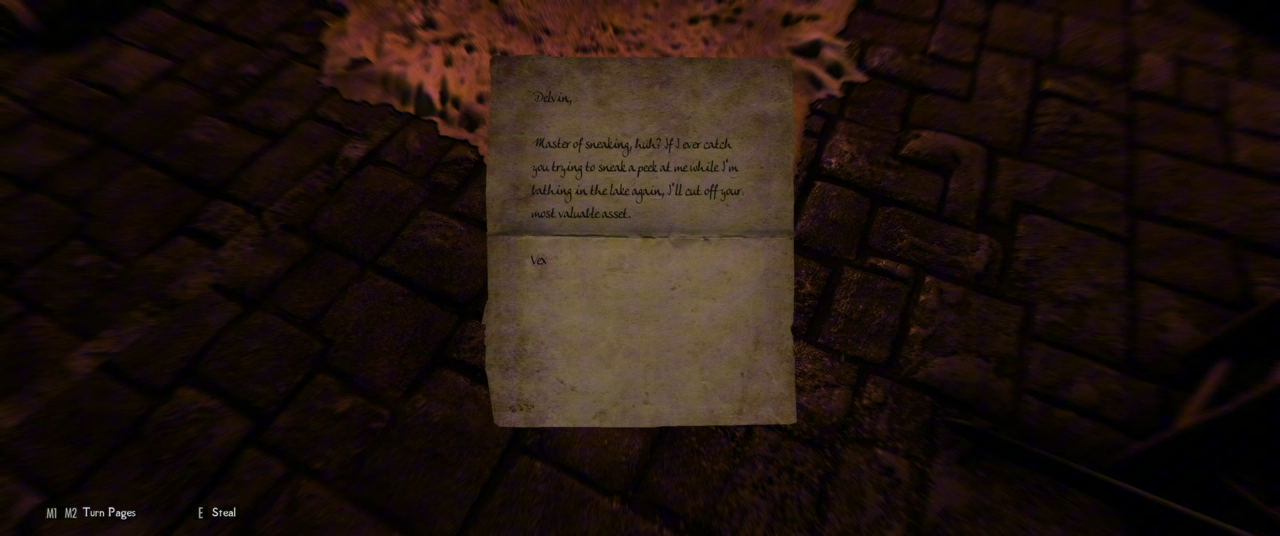 Delvin,
Master of sneaking, huh? If I ever catch
you trying to sneak a peek at me while I'm
bathing in the lake again, I'll cut off your
most valuable asset.
Vex
M1 M2 Turn Pages
E Steal